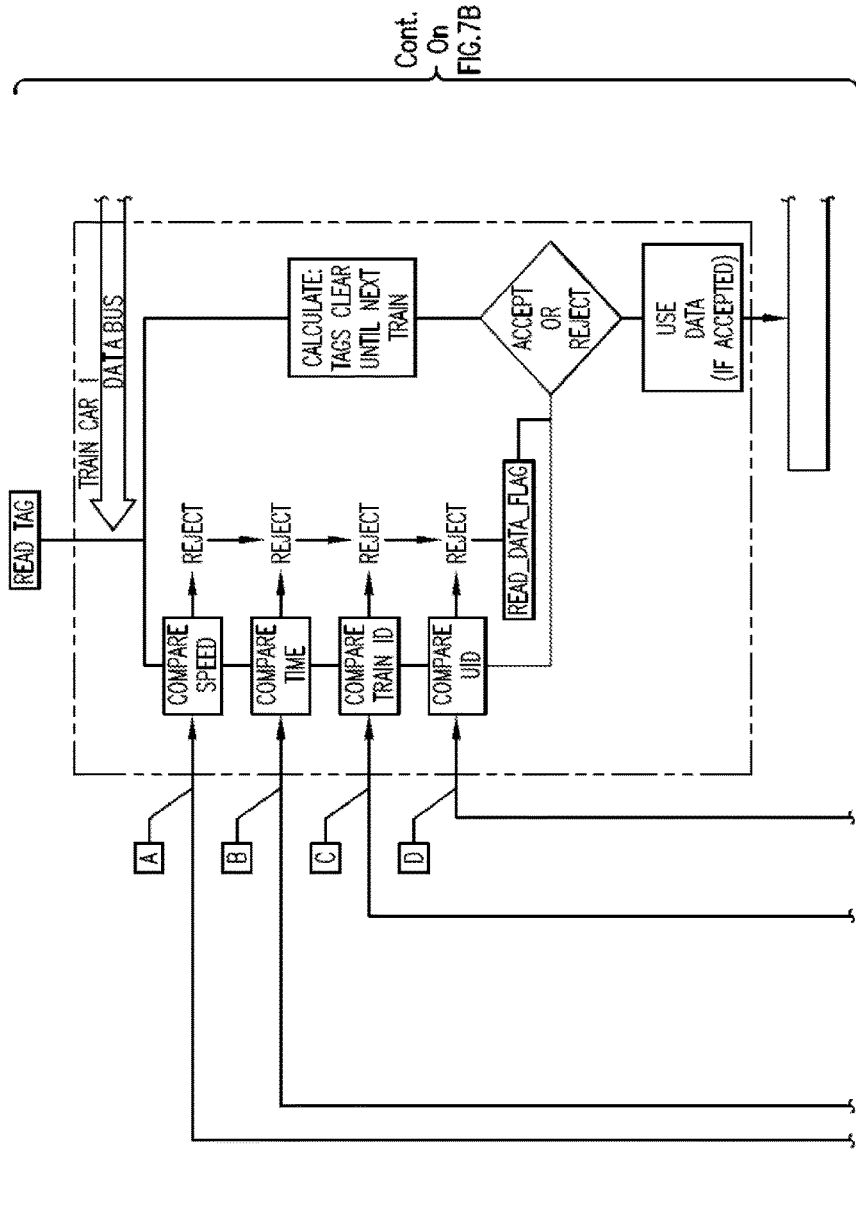 Cont.
On
FIG.7B
READ TAG
TRAIN CAR 1
DATA BUS
COMPARE
SPEED
REJECT
COMPARE
TIME
REJECT
COMPARE
TRAIN ID
REJECT
COMPARE
UID
REJECT
READ_DATA_FLAG
CALCULATE:
TAGS CLEAR
UNTIL NEXT
TRAIN
ACCEPT
OR
REJECT
USE
DATA
(IF ACCEPTED)
A
B
C
D